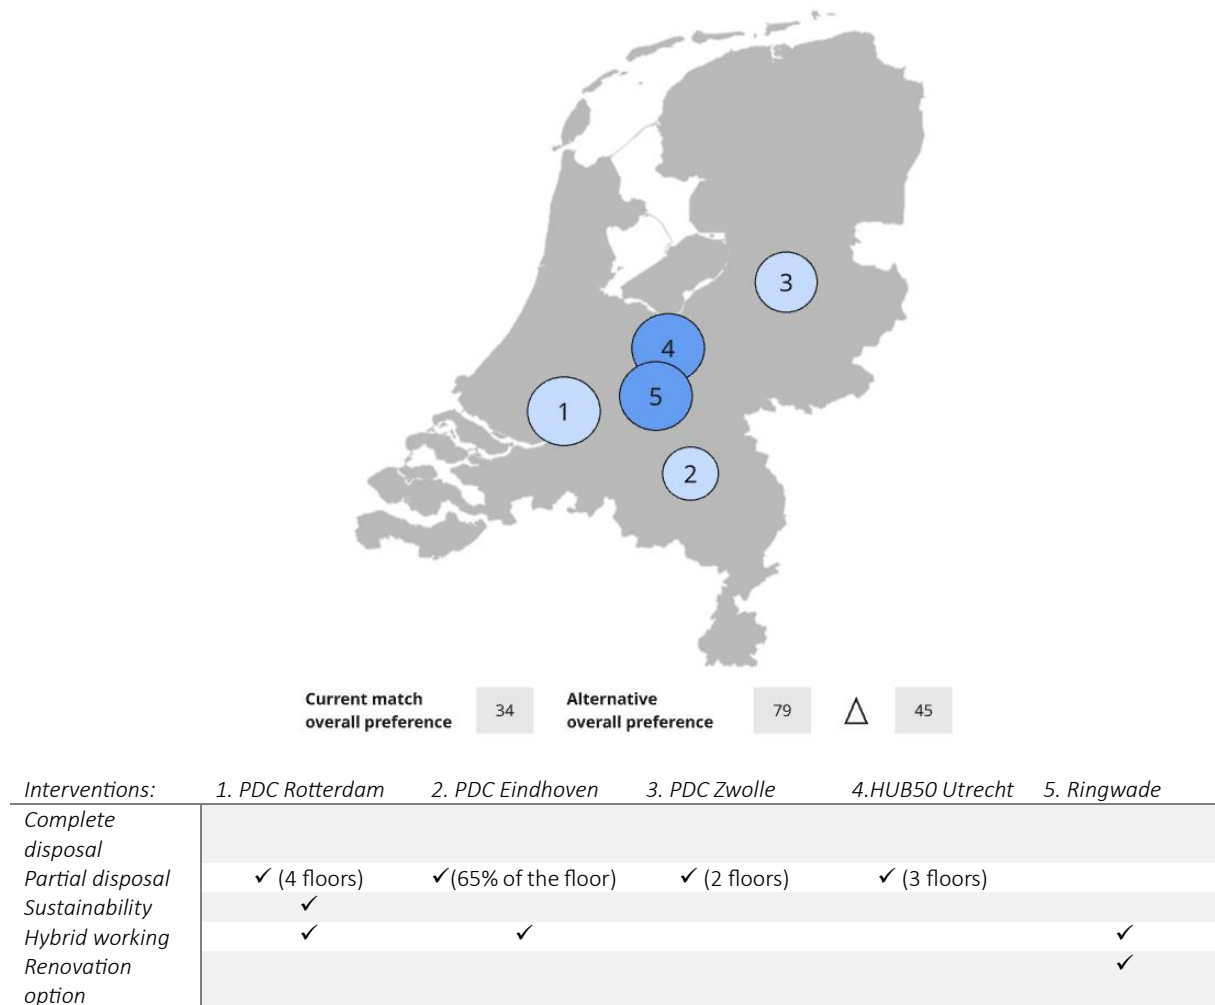 3
4
5
1
2
Current match Alternative
overall preference 34 overall preference 79 △ 45
Interventions: 1. PDC Rotterdam 2. PDC Eindhoven 3. PDC Zwolle 4.HUB50 Utrecht 5. Ringwade
Complete
disposal
Partial disposal ✓ (4 floors) ✓(65% of the floor) ✓ (2 floors) ✓ (3 floors)
Sustainability ✓
Hybrid working ✓ ✓ ✓
Renovation ✓
option